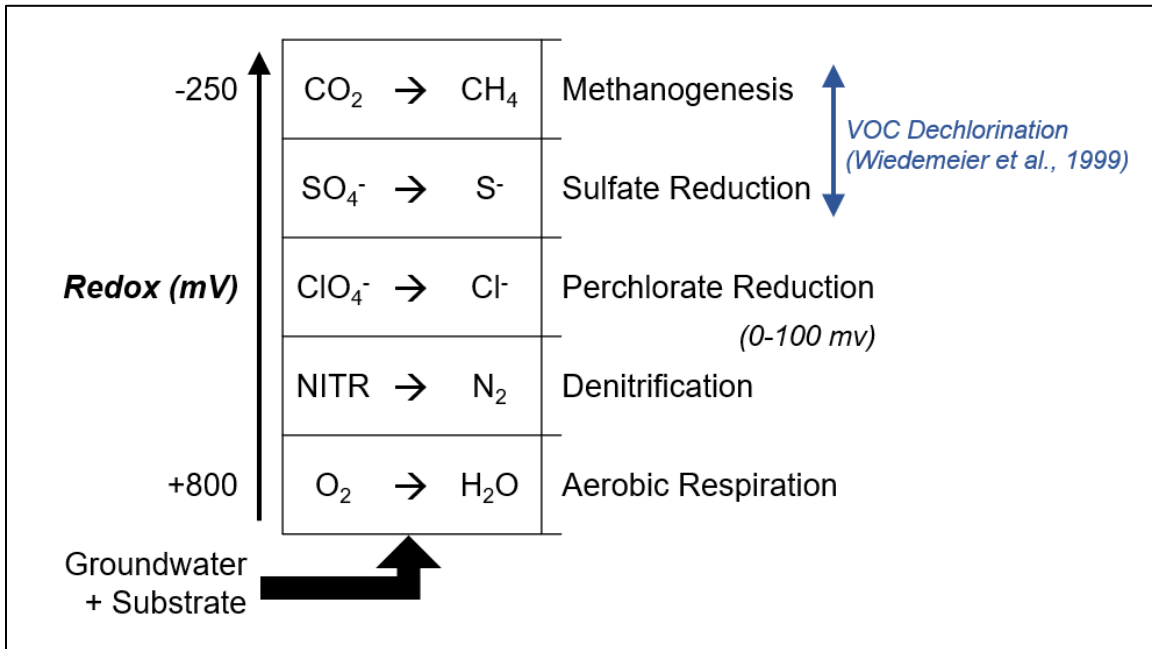 -250 CO₂ → CH₄ Methanogenesis
VOC Dechlorination
(Wiedemeier et al., 1999)
SO₄⁻ → S⁻ Sulfate Reduction
Redox (mV) ClO₄⁻ → Cl⁻ Perchlorate Reduction
(0-100 mv)
NITR → N₂ Denitrification
+800 O₂ → H₂O Aerobic Respiration
Groundwater
+ Substrate